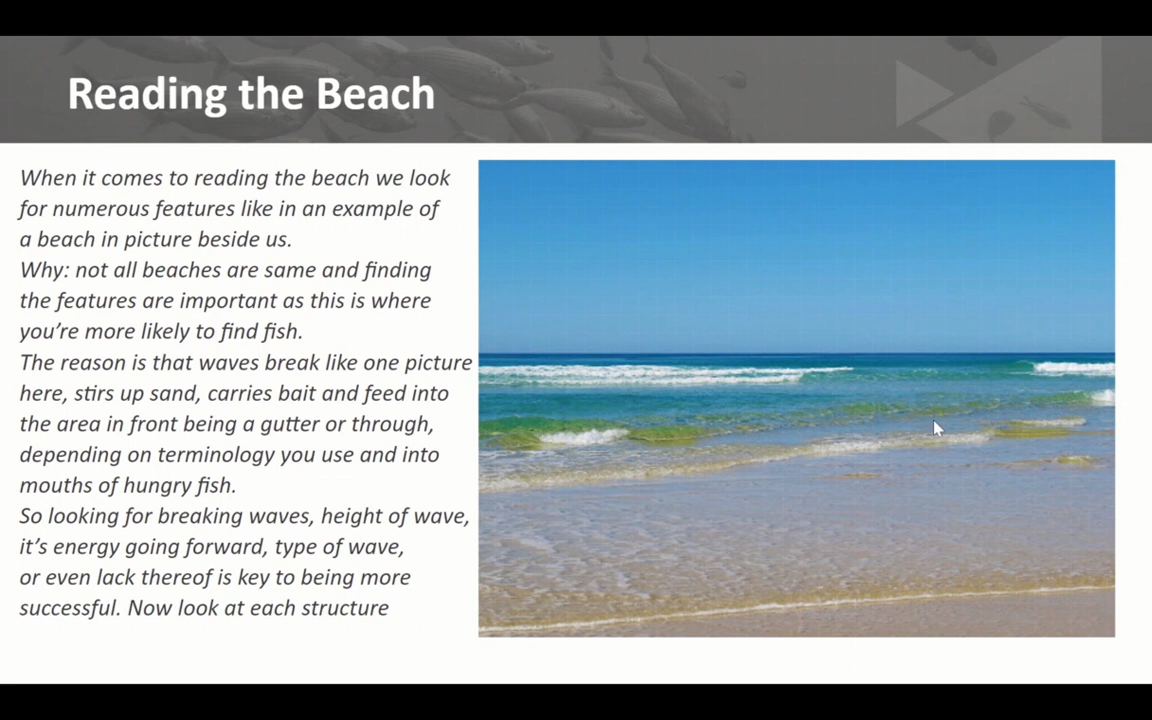 Reading the Beach
When it comes to reading the beach we look
for numerous features like in an example of
a beach in picture beside us.
Why: not all beaches are same and finding
the features are important as this is where
you're more likely to find fish.
The reason is that waves break like one picture
here, stirs up sand, carries bait and feed into
the area in front being a gutter or through,
depending on terminology you use and into
mouths of hungry fish.
So looking for breaking waves, height of wave,
it's energy going forward, type of wave,
or even lack thereof is key to being more
successful. Now look at each structure